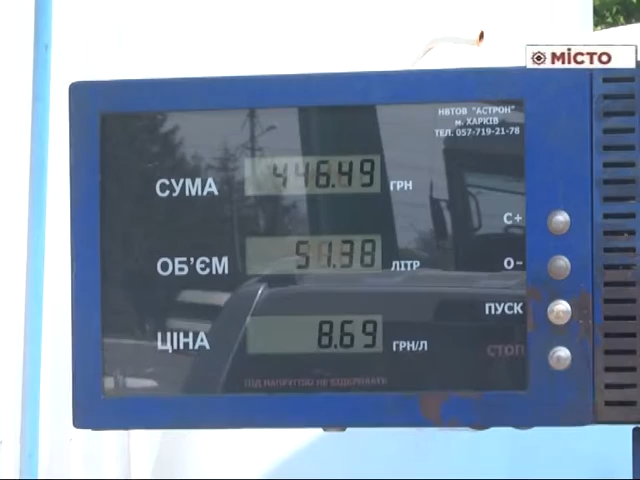 МІСТО
НВТОВ "АСТРОН"
м. ХАРКІВ
ТЕЛ. 057-719-21-78
СУМА 446.49 ГРН
С+
ОБ'ЄМ 51.38 ЛІТР
О~
ПУСК
ЦІНА 8.69 ГРН/Л
СТОП